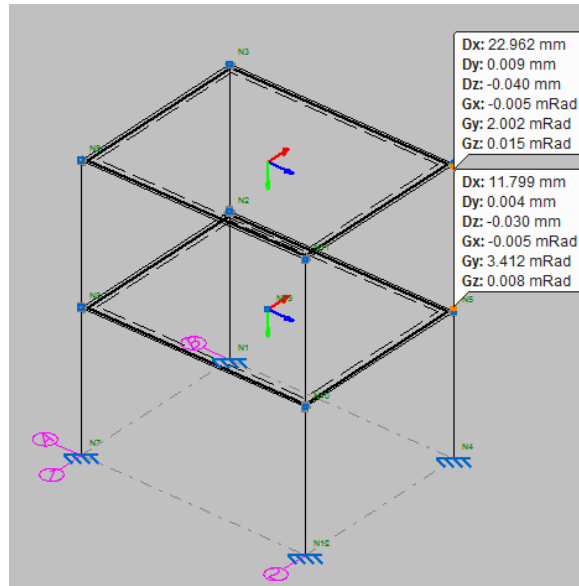 N3
Dx: 22.962 mm
Dy: 0.009 mm
Dz: -0.040 mm
Gx: -0.005 mRad
Gy: 2.002 mRad
Gz: 0.015 mRad
Dx: 11.799 mm
Dy: 0.004 mm
Dz: -0.030 mm
Gx: -0.005 mRad
Gy: 3.412 mRad
Gz: 0.008 mRad
N2
N5
B
N1
A
N7
N4
1
N12
2